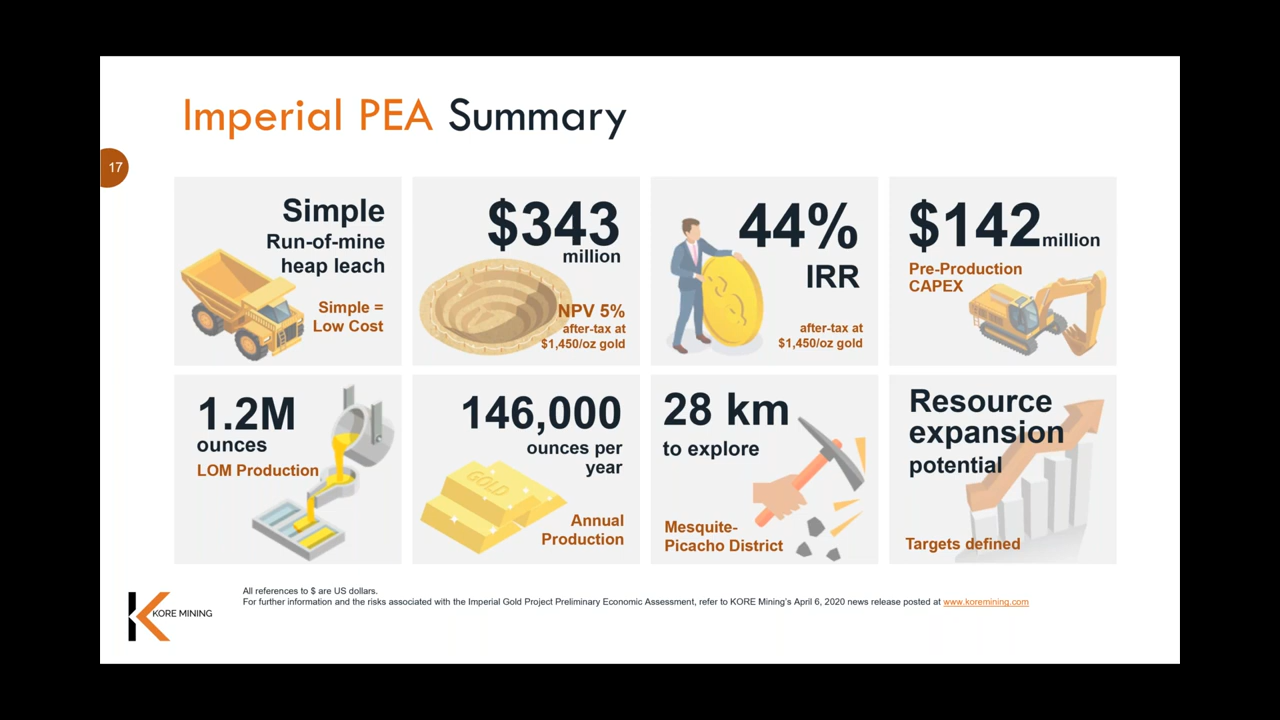 Imperial PEA Summary
17
Simple
Run-of-mine
heap leach
Simple =
Low Cost
$343
million
NPV 5%
after-tax at
$1,450/oz gold
44%
IRR
after-tax at
$1,450/oz gold
$142 million
Pre-Production
CAPEX
1.2M
ounces
LOM Production
146,000
ounces per
year
GOLD
Annual
Production
28 km
to explore
Mesquite-
Picacho District
Resource
expansion
potential
Targets defined
All references to $ are US dollars.
For further information and the risks associated with the Imperial Gold Project Preliminary Economic Assessment, refer to KORE Mining's April 6, 2020 news release posted at www.koremining.com
KORE MINING